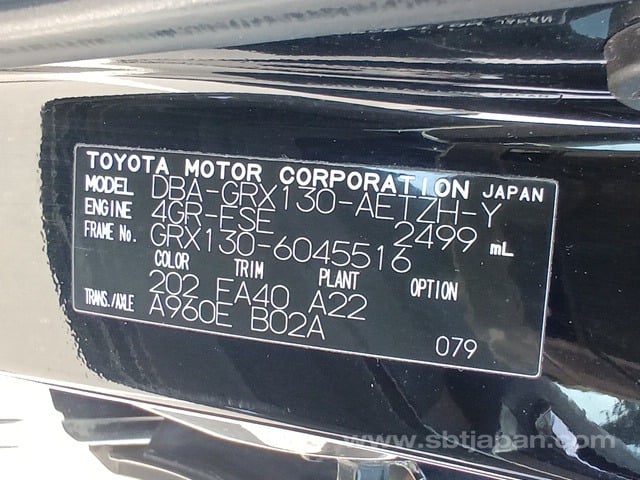 TOYOTA MOTOR CORPORATION JAPAN
MODEL DBA-GRX130-AETZH-Y
ENGINE 4GR-FSE 2499 mL
FRAME No. GRX130-6045516
COLOR TRIM PLANT OPTION
202 EA40 A22
TRANS./AXLE A960E B02A
079
www.sbtjapan.com